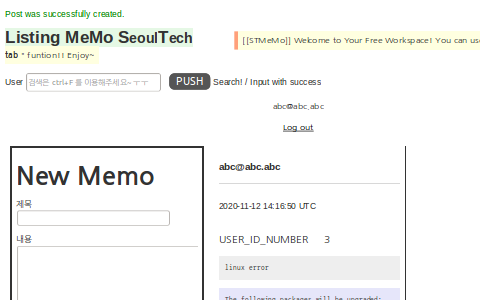 Post was successfully created.
Listing MeMo SeoulTech
[[STMeMo]] Welcome to Your Free Workspace! You can use
tab * funtion!! Enjoy~
User 검색은 ctrl+F 를 이용해주세요~ ㅜㅜ PUSH Search! / Input with success
abc@abc.abc
Log out
New Memo
제목
내용
abc@abc.abc
2020-11-12 14:16:50 UTC
USER_ID_NUMBER 3
linux error
The following packages will be upgraded: